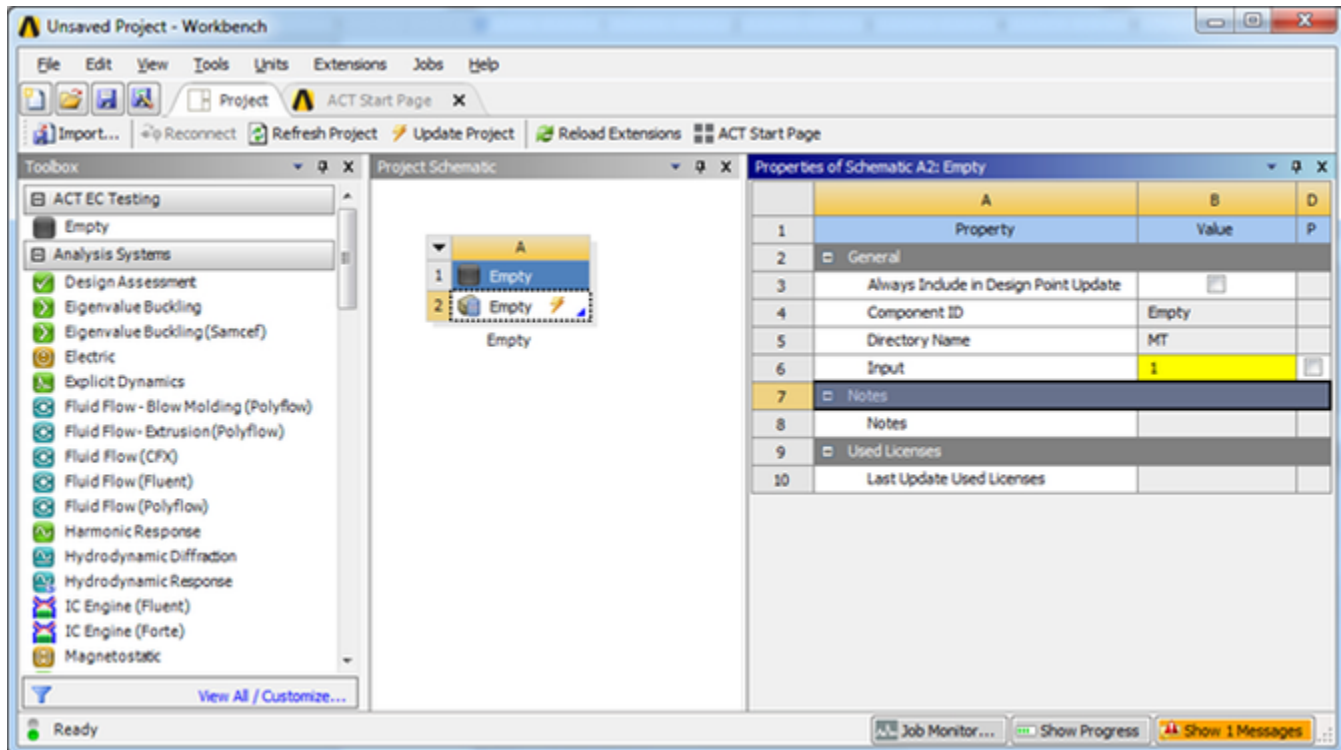 Unsaved Project - Workbench
File Edit View Tools Units Extensions Jobs Help
Project ACT Start Page X
Import... Reconnect Refresh Project Update Project Reload Extensions ACT Start Page
Toolbox
ACT EC Testing
Empty
Analysis Systems
Design Assessment
Eigenvalue Buckling
Eigenvalue Buckling (Samcef)
Electric
Explicit Dynamics
Fluid Flow - Blow Molding (Polyflow)
Fluid Flow - Extrusion (Polyflow)
Fluid Flow (CFX)
Fluid Flow (Fluent)
Fluid Flow (Polyflow)
Harmonic Response
Hydrodynamic Diffraction
Hydrodynamic Response
IC Engine (Fluent)
IC Engine (Forte)
Magnetostatic
View All / Customize...
Project Schematic
A
1 Empty
2 Empty
Empty
Properties of Schematic A2: Empty
A B D
1 Property Value P
2 General
3 Always Include in Design Point Update
4 Component ID Empty
5 Directory Name MT
6 Input 1
7 Notes
8 Notes
9 Used Licenses
10 Last Update Used Licenses
Ready
Job Monitor... Show Progress Show 1 Messages